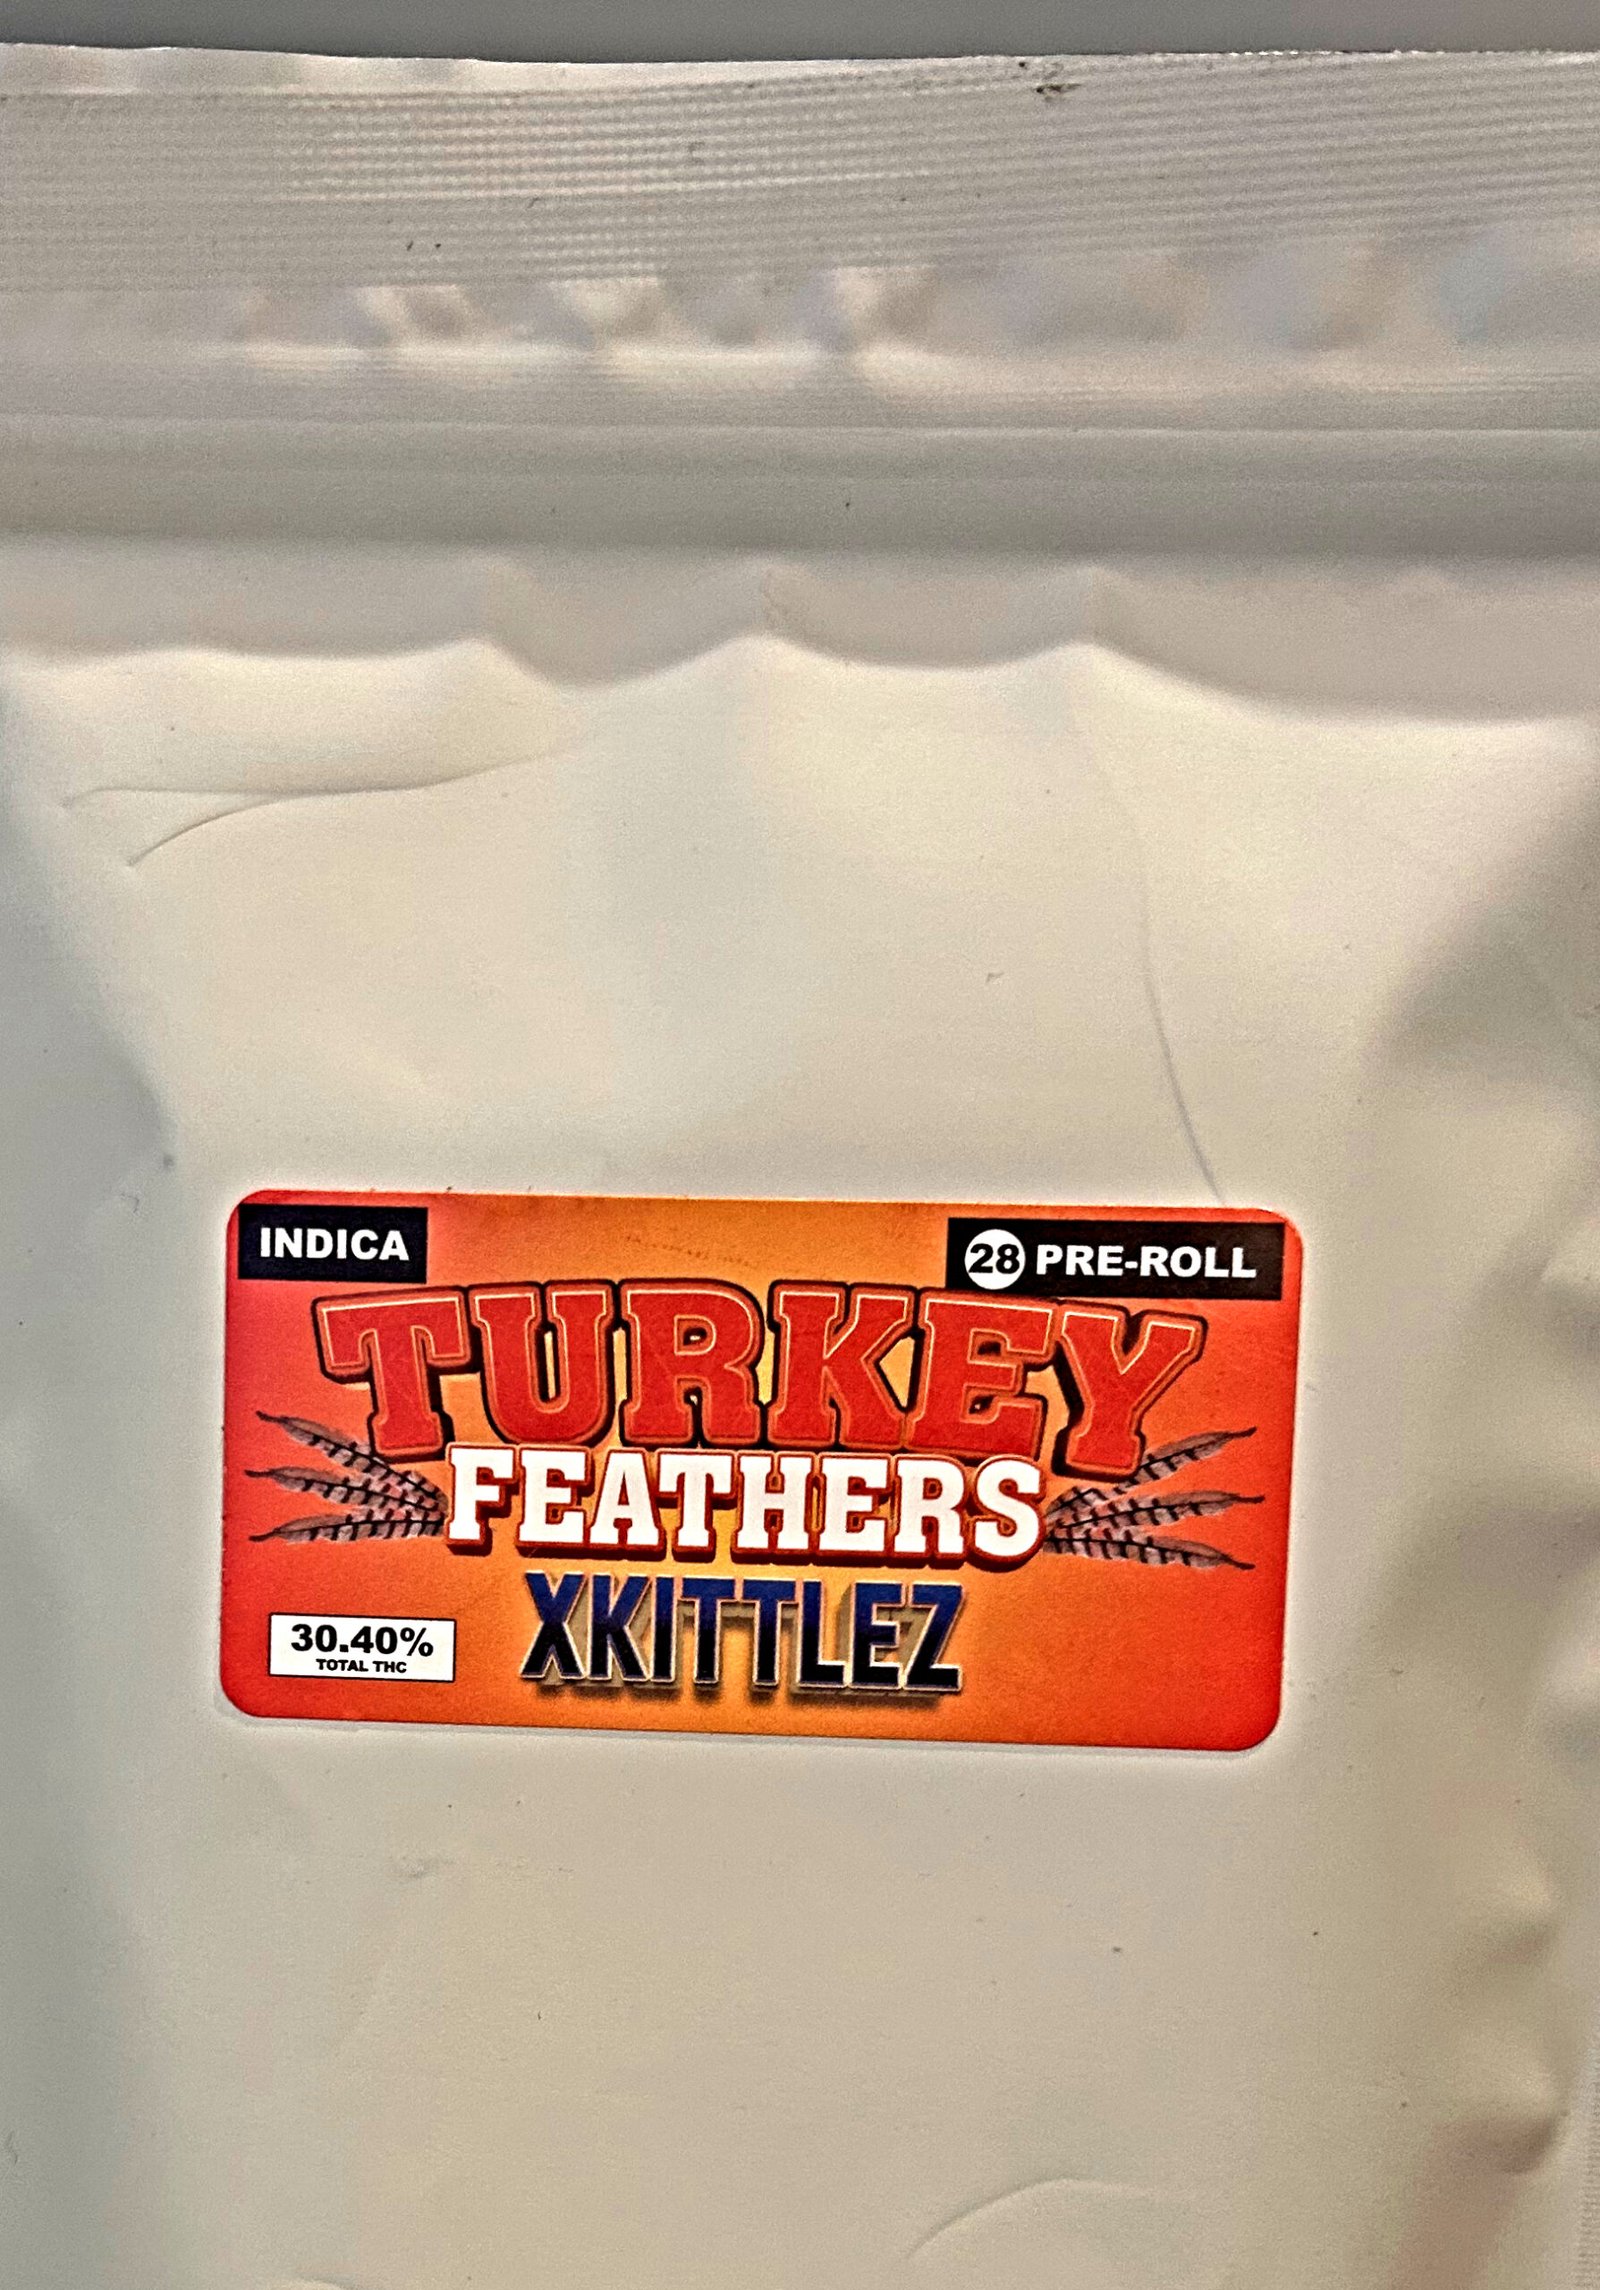 INDICA
28 PRE-ROLL
TURKEY
FEATHERS
XKITTLEZ
30.40%
TOTAL THC